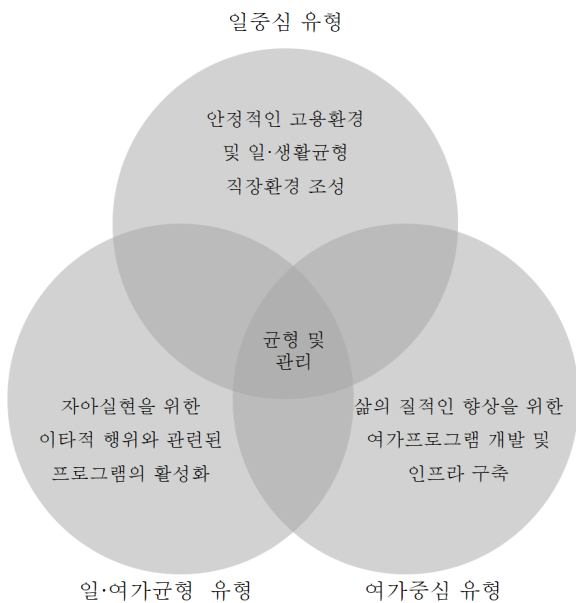 일중심 유형
안정적인 고용환경
및 일·생활균형
직장환경 조성
균형 및
관리
자아실현을 위한
이타적 행위와 관련된
프로그램의 활성화
삶의 질적인 향상을 위한
여가프로그램 개발 및
인프라 구축
일·여가균형 유형
여가중심 유형